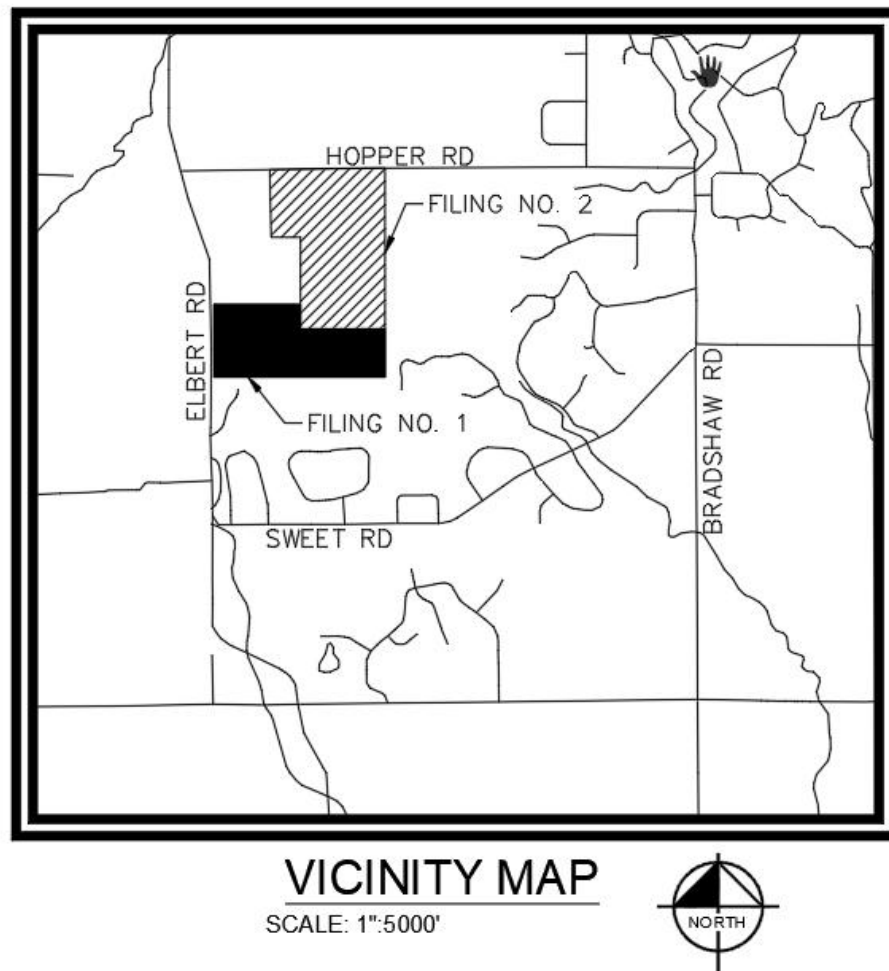 HOPPER RD
FILING NO. 2
ELBERT RD
FILING NO. 1
BRADSHAW RD
SWEET RD
VICINITY MAP
SCALE: 1":5000'
NORTH